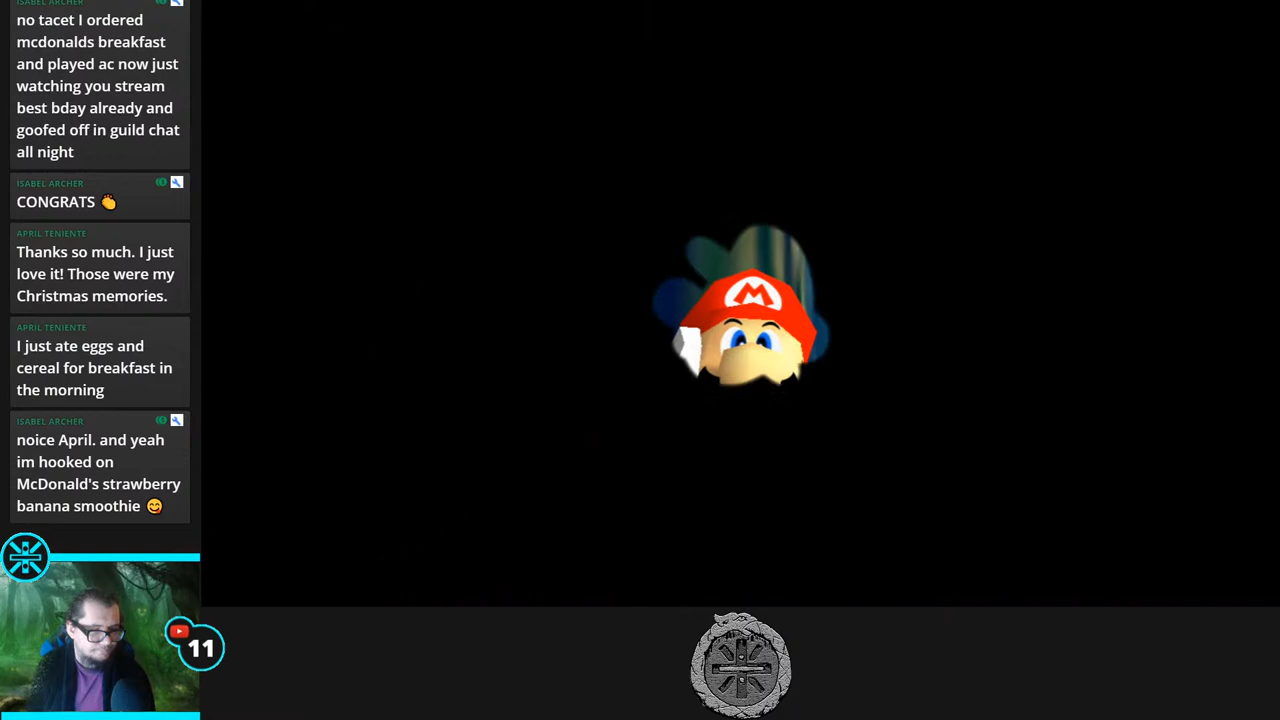 ISABEL ARCHER
no tacet I ordered
mcdonalds breakfast
and played ac now just
watching you stream
best bday already and
goofed off in guild chat
all night
ISABEL ARCHER
CONGRATS 👏
APRIL TENIENTE
Thanks so much. I just
love it! Those were my
Christmas memories.
APRIL TENIENTE
I just ate eggs and
cereal for breakfast in
the morning
ISABEL ARCHER
noice April. and yeah
im hooked on
McDonald's strawberry
banana smoothie 😋
M
11